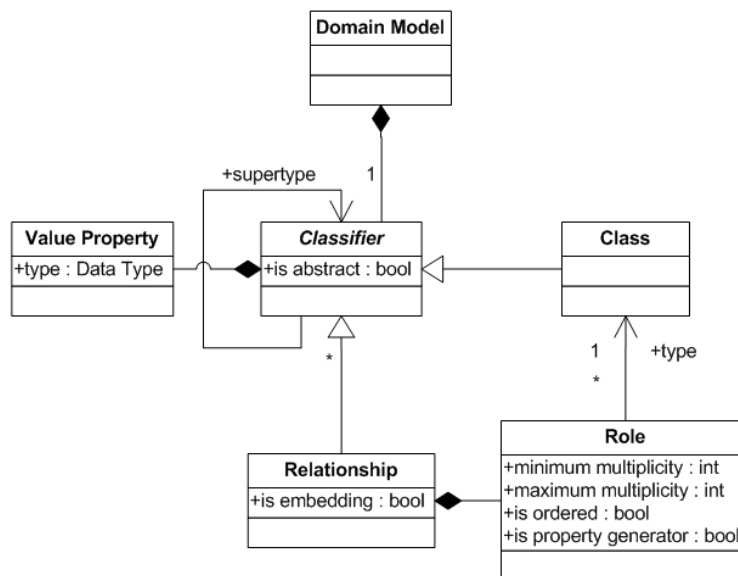 Domain Model
+supertype
1
Value Property
+type : Data Type
Classifier
+is abstract : bool
Class
*
1
+type
*
Relationship
+is embedding : bool
Role
+minimum multiplicity : int
+maximum multiplicity : int
+is ordered : bool
+is property generator : bool